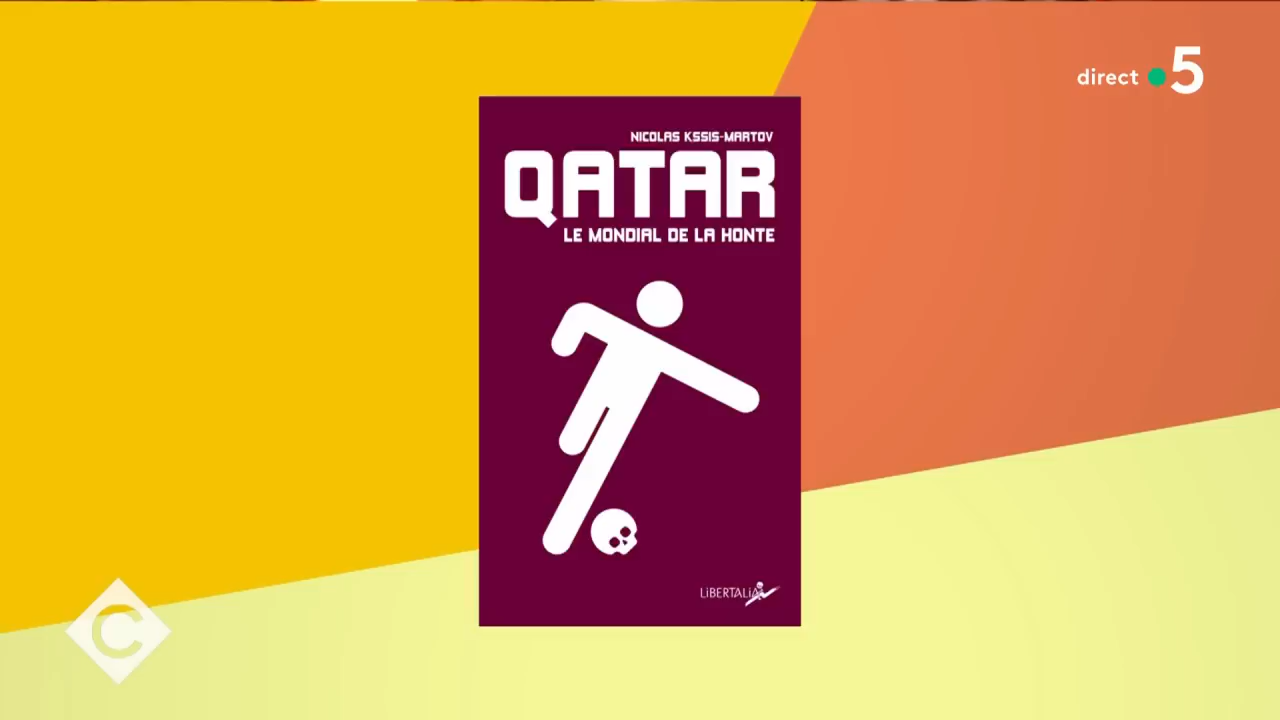 direct 5
NICOLAS KSSIS-MARTOV
QATAR
LE MONDIAL DE LA HONTE
LiBERTALiA
C